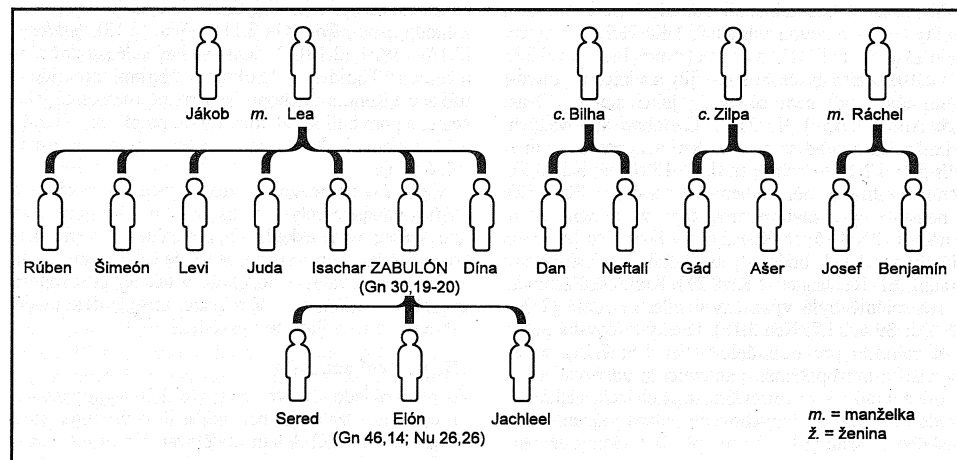 Jákob m. Lea c. Bilha c. Zilpa m. Ráchel
Rúben Šimeón Levi Juda Isachar ZABULÓN Dína Dan Neftalí Gád Ašer Josef Benjamín
(Gn 30,19-20)
Sered Elón Jachleel
(Gn 46,14; Nu 26,26)
m. = manželka
ž. = ženina